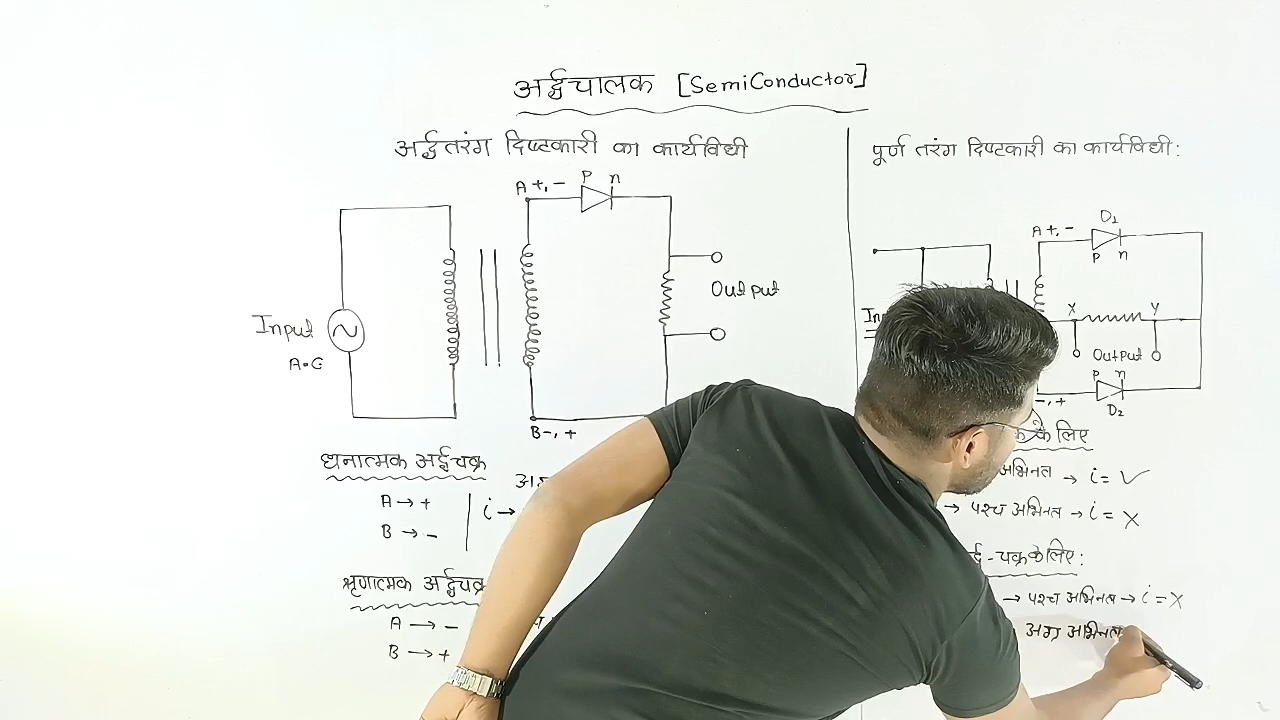 अर्द्धचालक [SemiConductor]
अर्द्धतरंग दिष्टकारी का कार्यविधी
A +, -
P
n
Input
A.C
Output
B -, +
धनात्मक अर्द्धचक्र
A → +
B → -
i →
ऋृणात्मक अर्द्धचक्र
A → -
B → +
पूर्ण तरंग दिष्टकारी का कार्यविधी :
D1
A +, -
P n
X
Y
Output
P n
-, +
D2
के लिए
अभिनत → i = ✓
→ पश्च अभिनत → i = X
- चक्र के लिए :
→ पश्च अभिनत → i = X
अग्र अभिनत